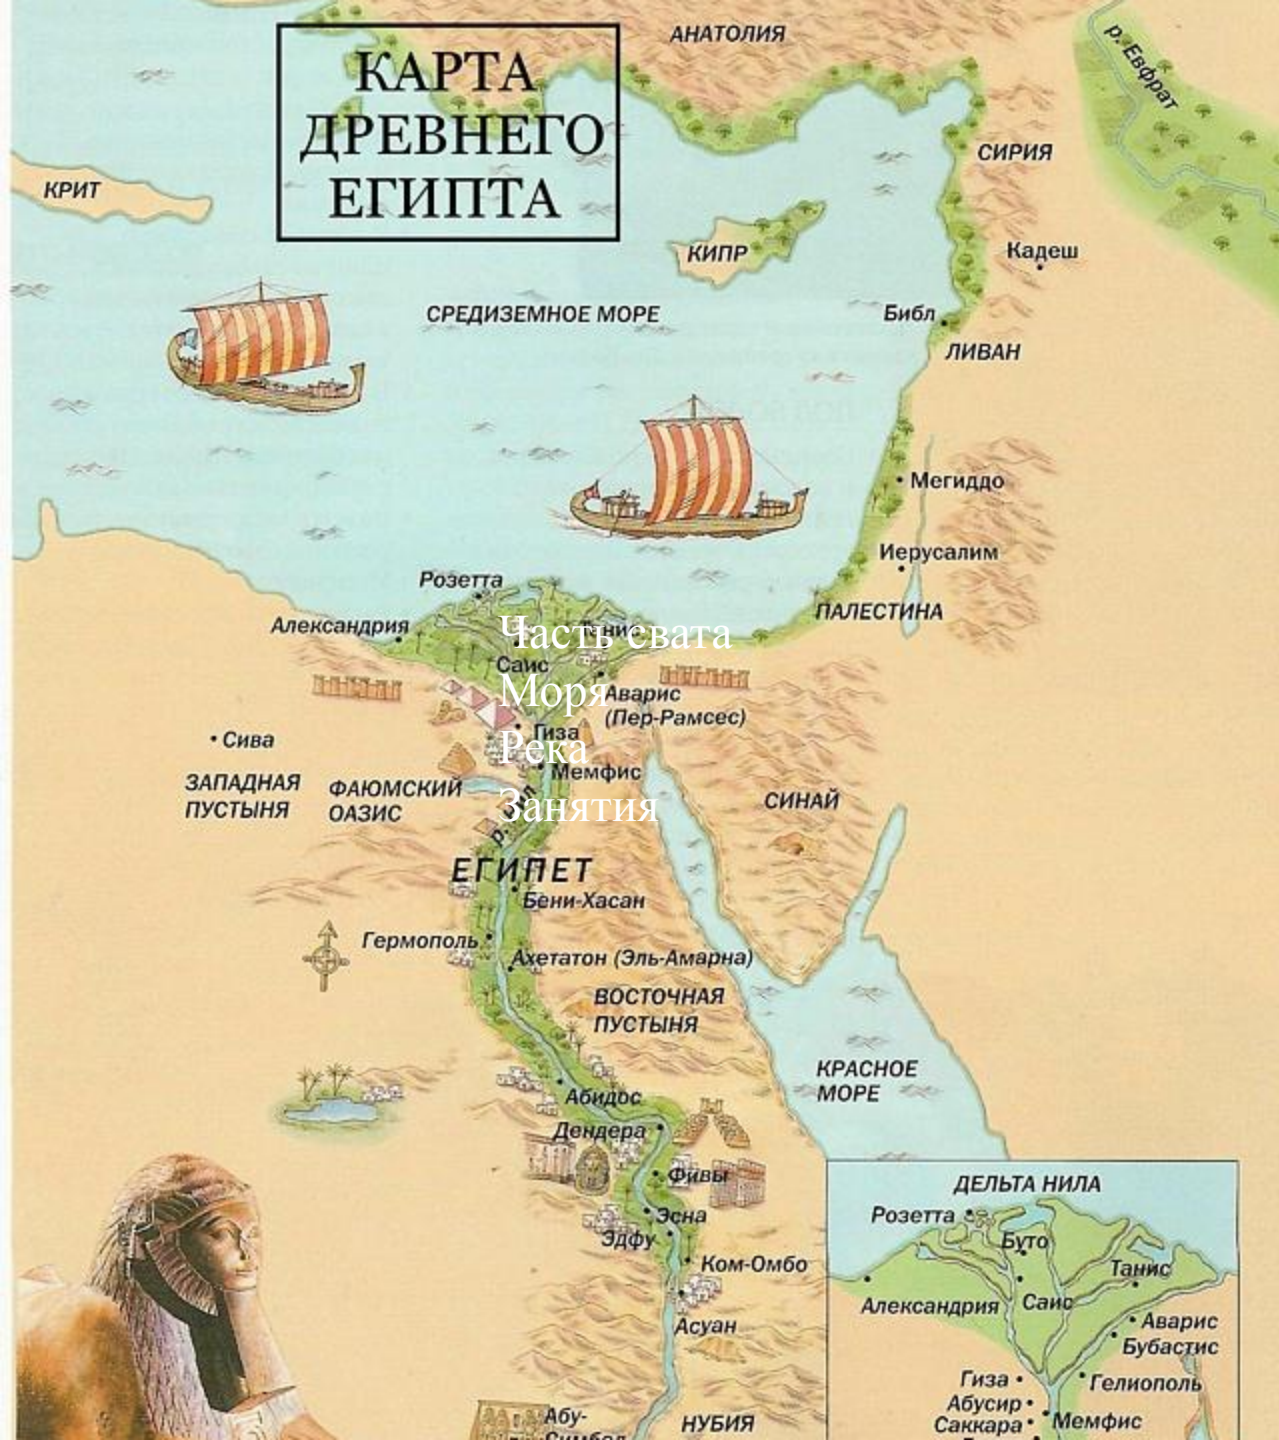 КАРТА
ДРЕВНЕГО
ЕГИПТА
АНАТОЛИЯ
р. Евфрат
СИРИЯ
КРИТ
КИПР
Кадеш
СРЕДИЗЕМНОЕ МОРЕ
Библ
ЛИВАН
Мегиддо
Иерусалим
ПАЛЕСТИНА
Розетта
Александрия
Часть свата
Саис
Моря
Аварис
(Пер-Рамсес)
Гиза
Река
Мемфис
Сива
ЗАПАДНАЯ
ПУСТЫНЯ
ФАЮМСКИЙ
ОАЗИС
Занятия
СИНАЙ
ЕГИПЕТ
Бени-Хасан
Гермополь
Ахетатон (Эль-Амарна)
ВОСТОЧНАЯ
ПУСТЫНЯ
КРАСНОЕ
МОРЕ
Абидос
Дендера
Фивы
Эсна
Эдфу
Ком-Омбо
Асуан
Абу-
НУБИЯ
ДЕЛЬТА НИЛА
Розетта
Буто
Танис
Александрия
Саис
Аварис
Бубастис
Гиза
Гелиополь
Абусир
Саккара
Мемфис